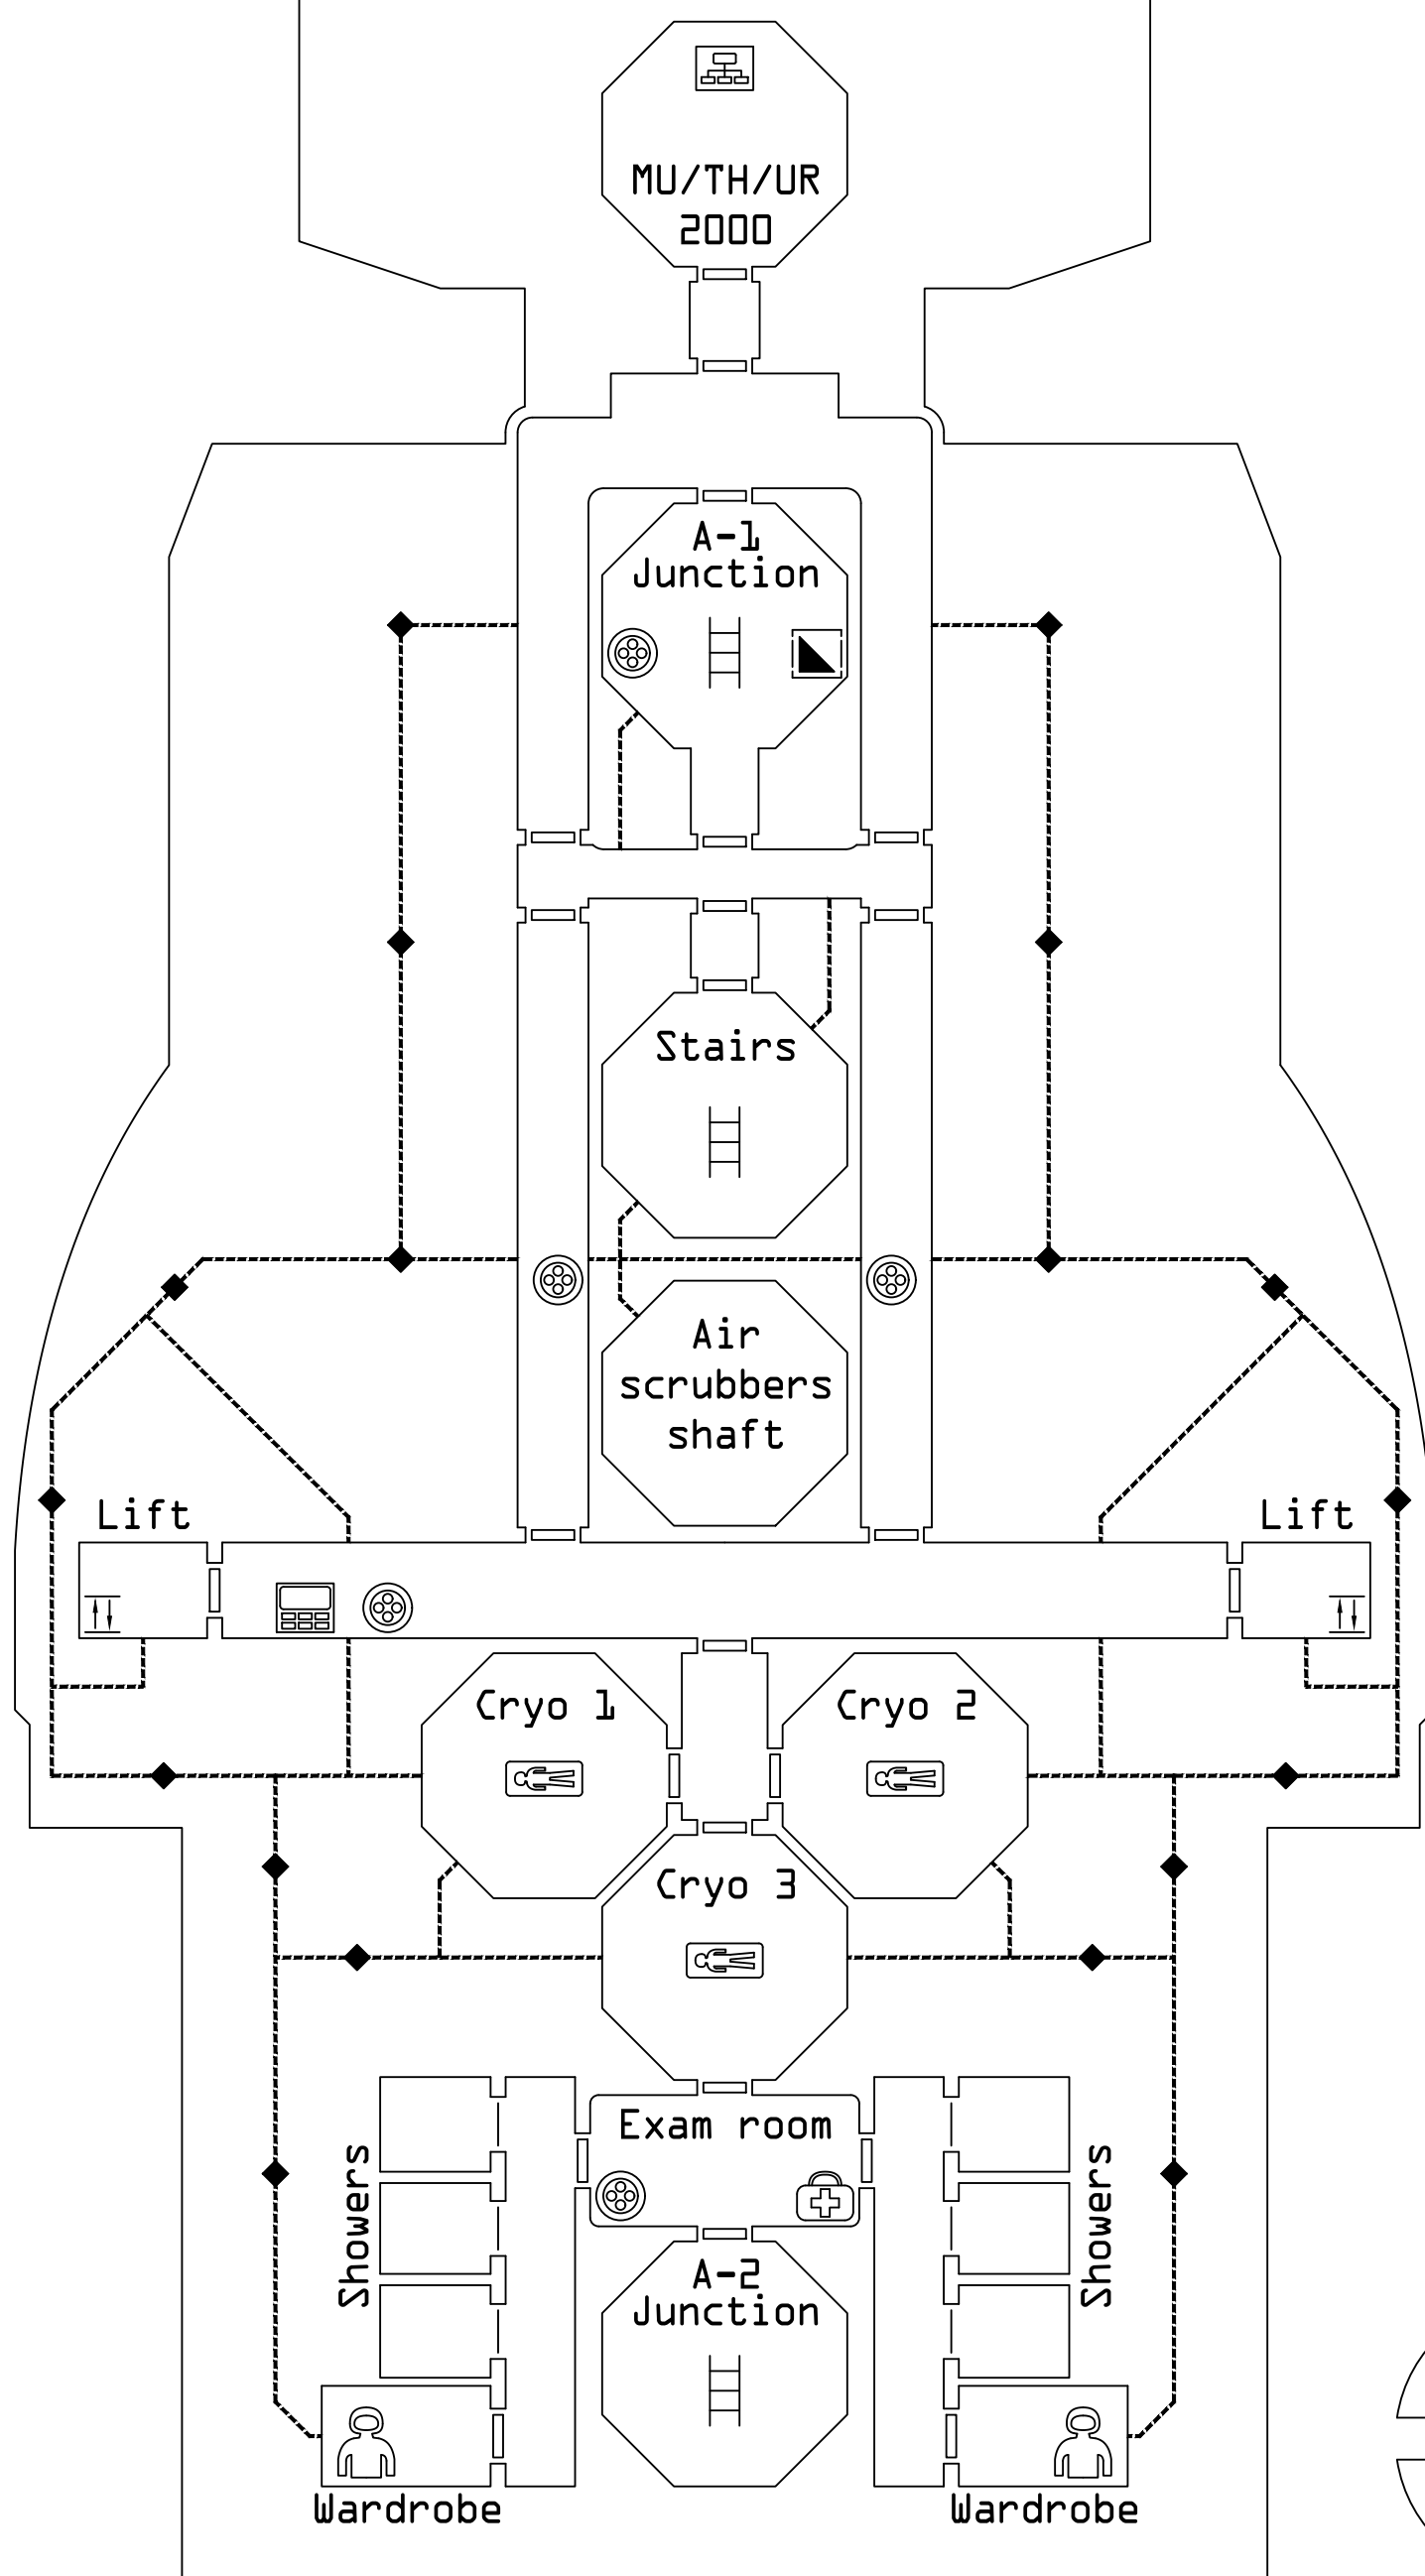 MU/TH/UR
2000
A-1
Junction
Stairs
Air
scrubbers
shaft
Lift
Lift
Cryo 1
Cryo 2
Cryo 3
Exam room
Showers
Showers
A-2
Junction
Wardrobe
Wardrobe